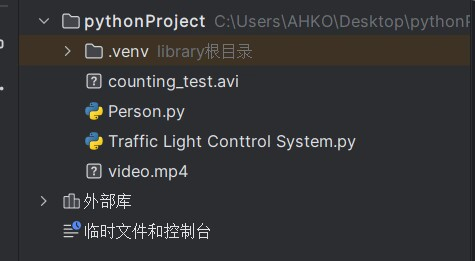 pythonProject C:\Users\AHKO\Desktop\pythonP
.venv library根目录
counting_test.avi
Person.py
Traffic Light Conttrol System.py
video.mp4
外部库
临时文件和控制台